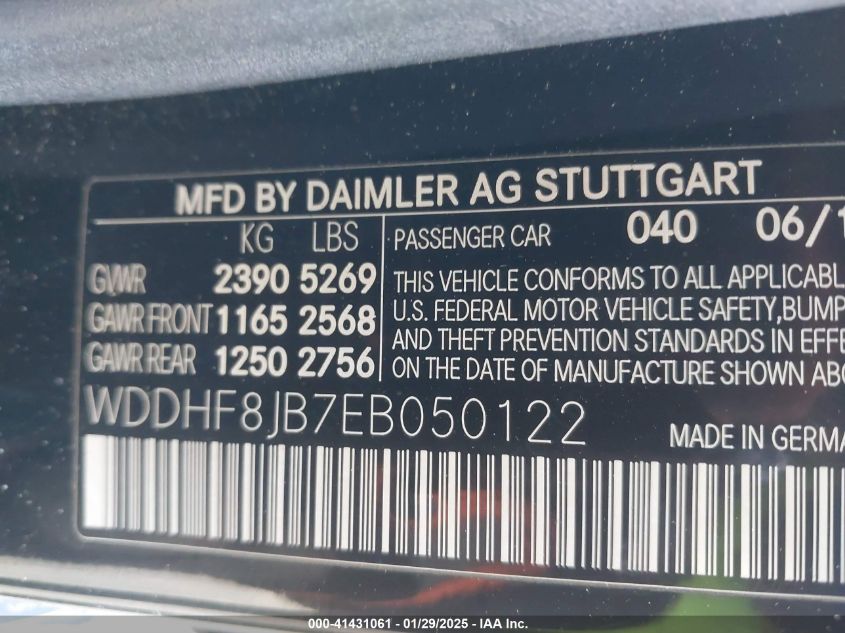 MFD BY DAIMLER AG STUTTGART
KG LBS
GVWR 2390 5269
GAWR FRONT 1165 2568
GAWR REAR 1250 2756
PASSENGER CAR 040 06/1
THIS VEHICLE CONFORMS TO ALL APPLICABL
U.S. FEDERAL MOTOR VEHICLE SAFETY, BUMP
AND THEFT PREVENTION STANDARDS IN EFFE
ON THE DATE OF MANUFACTURE SHOWN ABO
WDDHF8JB7EB050122
MADE IN GERMA
000-41431061 - 01/29/2025 - IAA Inc.